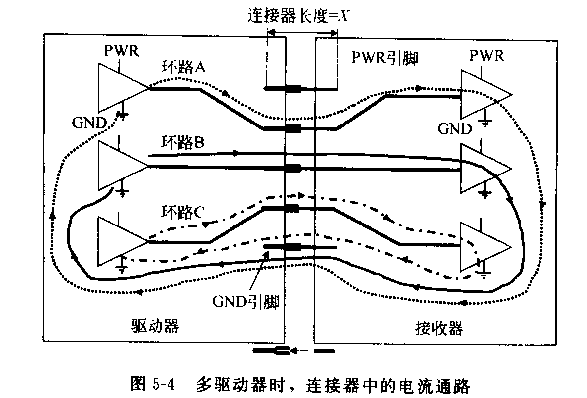 连接器长度=X
PWR
环路A
PWR引脚
PWR
GND
GND
环路B
环路C
GND引脚
驱动器
接收器
图 5-4 多驱动器时，连接器中的电流通路